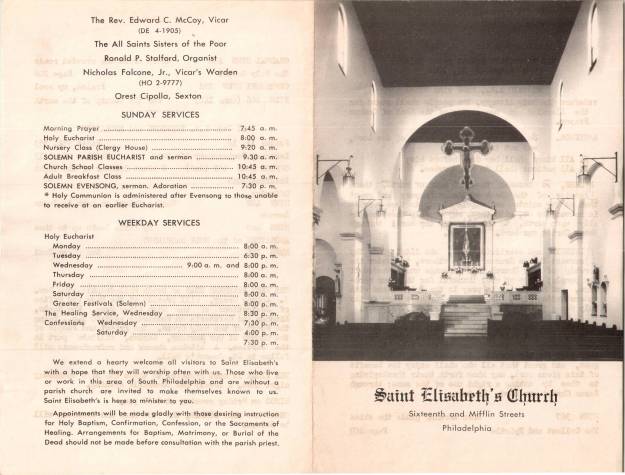 The Rev. Edward C. McCoy, Vicar
(DE 4-1905)
The All Saints Sisters of the Poor
Ronald P. Stalford, Organist
Nicholas Falcone, Jr., Vicar's Warden
(HO 2-9777)
Orest Cipolla, Sexton
SUNDAY SERVICES
Morning Prayer ........ 7:45 a. m.
Holy Eucharist ........ 8:00 a. m.
Nursery Class (Clergy House) ........ 9:20 a. m.
SOLEMN PARISH EUCHARIST and sermon ........ 9:30 a. m.
Church School Classes ........ 10:45 a. m.
Adult Breakfast Class ........ 10:45 a. m.
SOLEMN EVENSONG, sermon, Adoration ........ 7:30 p. m.
* Holy Communion is administered after Evensong to those unable
to receive at an earlier Eucharist.
WEEKDAY SERVICES
Holy Eucharist
Monday ........ 8:00 a. m.
Tuesday ........ 6:30 p. m.
Wednesday ........ 9:00 a. m. and 8:00 p. m.
Thursday ........ 8:00 a. m.
Friday ........ 8:00 a. m.
Saturday ........ 8:00 a. m.
Greater Festivals (Solemn) ........ 8:00 p. m.
The Healing Service, Wednesday ........ 8:30 p. m.
Confessions Wednesday ........ 7:30 p. m.
Saturday ........ 4:00 p. m.
7:30 p. m.
We extend a hearty welcome all visitors to Saint Elisabeth's
with a hope that they will worship often with us. Those who live
or work in this area of South Philadelphia and are without a
parish church are invited to make themselves known to us.
Saint Elisabeth's is here to minister to you.
Appointments will be made gladly with those desiring instruction
for Holy Baptism, Confirmation, Confession, or the Sacraments of
Healing. Arrangements for Baptism, Matrimony, or Burial of the
Dead should not be made before consultation with the parish priest.
Saint Elisabeth's Church
Sixteenth and Mifflin Streets
Philadelphia